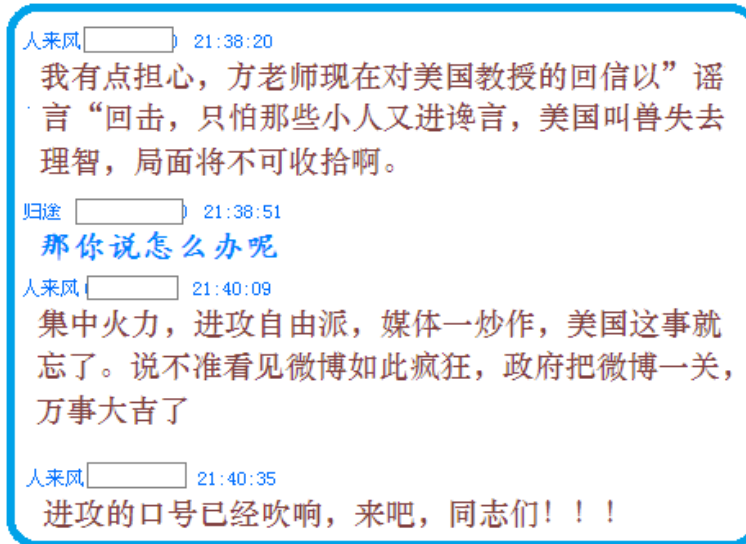 人来风 21:38:20
我有点担心，方老师现在对美国教授的回信以”谣
言“回击，只怕那些小人又进谗言，美国叫兽失去
理智，局面将不可收拾啊。
归途 21:38:51
那你说怎么办呢
人来风 21:40:09
集中火力，进攻自由派，媒体一炒作，美国这事就
忘了。说不准看见微博如此疯狂，政府把微博一关，
万事大吉了
人来风 21:40:35
进攻的口号已经吹响，来吧，同志们！！！